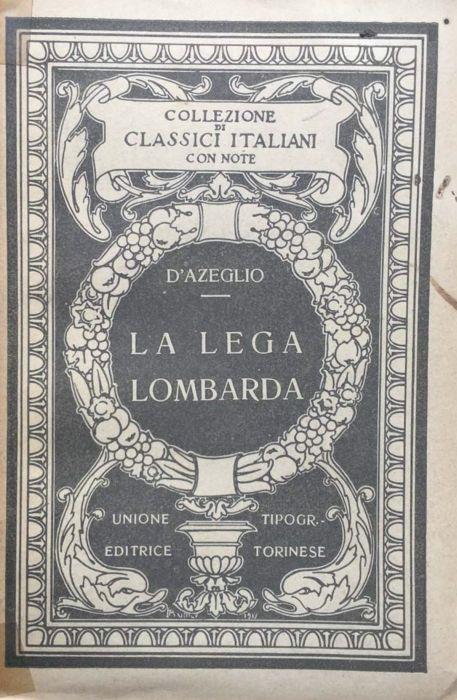 COLLEZIONE
DI
CLASSICI ITALIANI
CON NOTE
D'AZEGLIO
LA LEGA
LOMBARDA
UNIONE TIPOGR.-
EDITRICE TORINESE